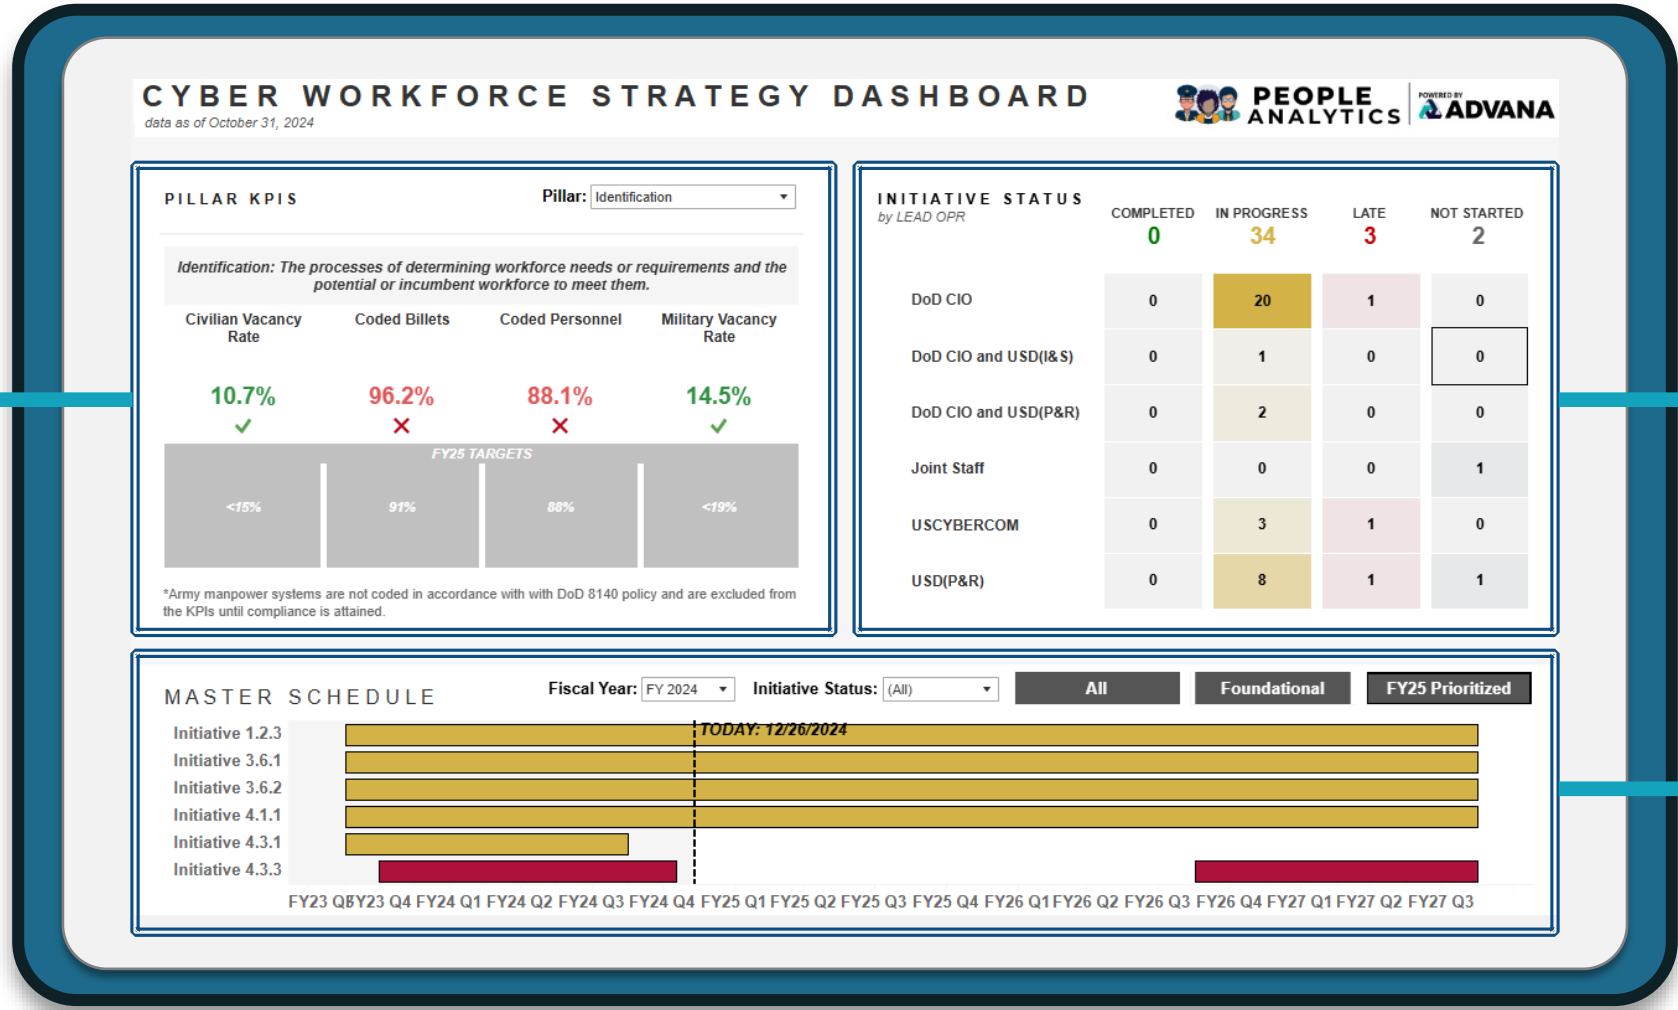 CYBER WORKFORCE STRATEGY DASHBOARD
data as of October 31, 2024
PEOPLE ANALYTICS
POWERED BY
ADVANA
PILLAR KPIS
Pillar: Identification
Identification: The processes of determining workforce needs or requirements and the
potential or incumbent workforce to meet them.
Civilian Vacancy Rate
Coded Billets
Coded Personnel
Military Vacancy Rate
10.7% 96.2% 88.1% 14.5%
FY25 TARGETS
<15% 91% 88% <19%
*Army manpower systems are not coded in accordance with with DoD 8140 policy and are excluded from
the KPIs until compliance is attained.
INITIATIVE STATUS
by LEAD OPR
COMPLETED IN PROGRESS LATE NOT STARTED
0 34 3 2
DoD CIO 0 20 1 0
DoD CIO and USD(I&S) 0 1 0 0
DoD CIO and USD(P&R) 0 2 0 0
Joint Staff 0 0 0 1
USCYBERCOM 0 3 1 0
USD(P&R) 0 8 1 1
MASTER SCHEDULE
Fiscal Year: FY 2024 Initiative Status: (All) All Foundational FY25 Prioritized
TODAY: 12/26/2024
Initiative 1.2.3
Initiative 3.6.1
Initiative 3.6.2
Initiative 4.1.1
Initiative 4.3.1
Initiative 4.3.3
FY23 Q3 FY23 Q4 FY24 Q1 FY24 Q2 FY24 Q3 FY24 Q4 FY25 Q1 FY25 Q2 FY25 Q3 FY25 Q4 FY26 Q1 FY26 Q2 FY26 Q3 FY26 Q4 FY27 Q1 FY27 Q2 FY27 Q3